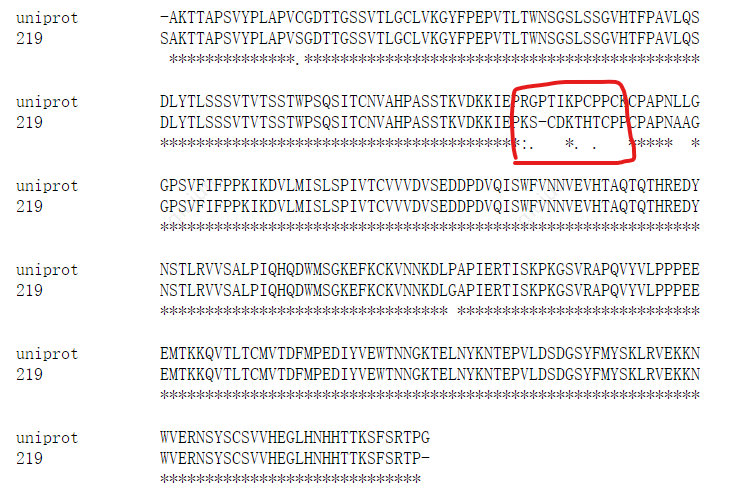 uniprot -AKTTAPSVYPLAPVCGDTTGSSVTLGCLVKGYFPEPVTLTWNSGSLSSGVHTFPAVLQS
219 SAKTTAPSVYPLAPVSGDTTGSSVTLGCLVKGYFPEPVTLTWNSGSLSSGVHTFPAVLQS
**************.********************************************
uniprot DLYTLSSSVTVTSSTWPSQSITCNVAHPASSTKVDKKIEPRGPTIKPCPPCKCPAPNLLG
219 DLYTLSSSVTVTSSTWPSQSITCNVAHPASSTKVDKKIEPKS-CDKTHTCPPCPAPNAAG
****************************************:. *. . ***** *
uniprot GPSVFIFPPKIKDVLMISLSPIVTCVVVDVSEDDPDVQISWFVNNVEVHTAQTQTHREDY
219 GPSVFIFPPKIKDVLMISLSPIVTCVVVDVSEDDPDVQISWFVNNVEVHTAQTQTHREDY
************************************************************
uniprot NSTLRVVSALPIQHQDWMSGKEFKCKVNNKDLPAPIERTISKPKGSVRAPQVYVLPPPEE
219 NSTLRVVSALPIQHQDWMSGKEFKCKVNNKDLGAPIERTISKPKGSVRAPQVYVLPPPEE
******************************** ***************************
uniprot EMTKKQVTLTCMVTDFMPEDIYVEWTNNGKTELNYKNTEPVLDSDGSYFMYSKLRVEKKN
219 EMTKKQVTLTCMVTDFMPEDIYVEWTNNGKTELNYKNTEPVLDSDGSYFMYSKLRVEKKN
************************************************************
uniprot WVERNSYSCSVVHEGLHNHHTTKSFSRTPG
219 WVERNSYSCSVVHEGLHNHHTTKSFSRTP-
*****************************